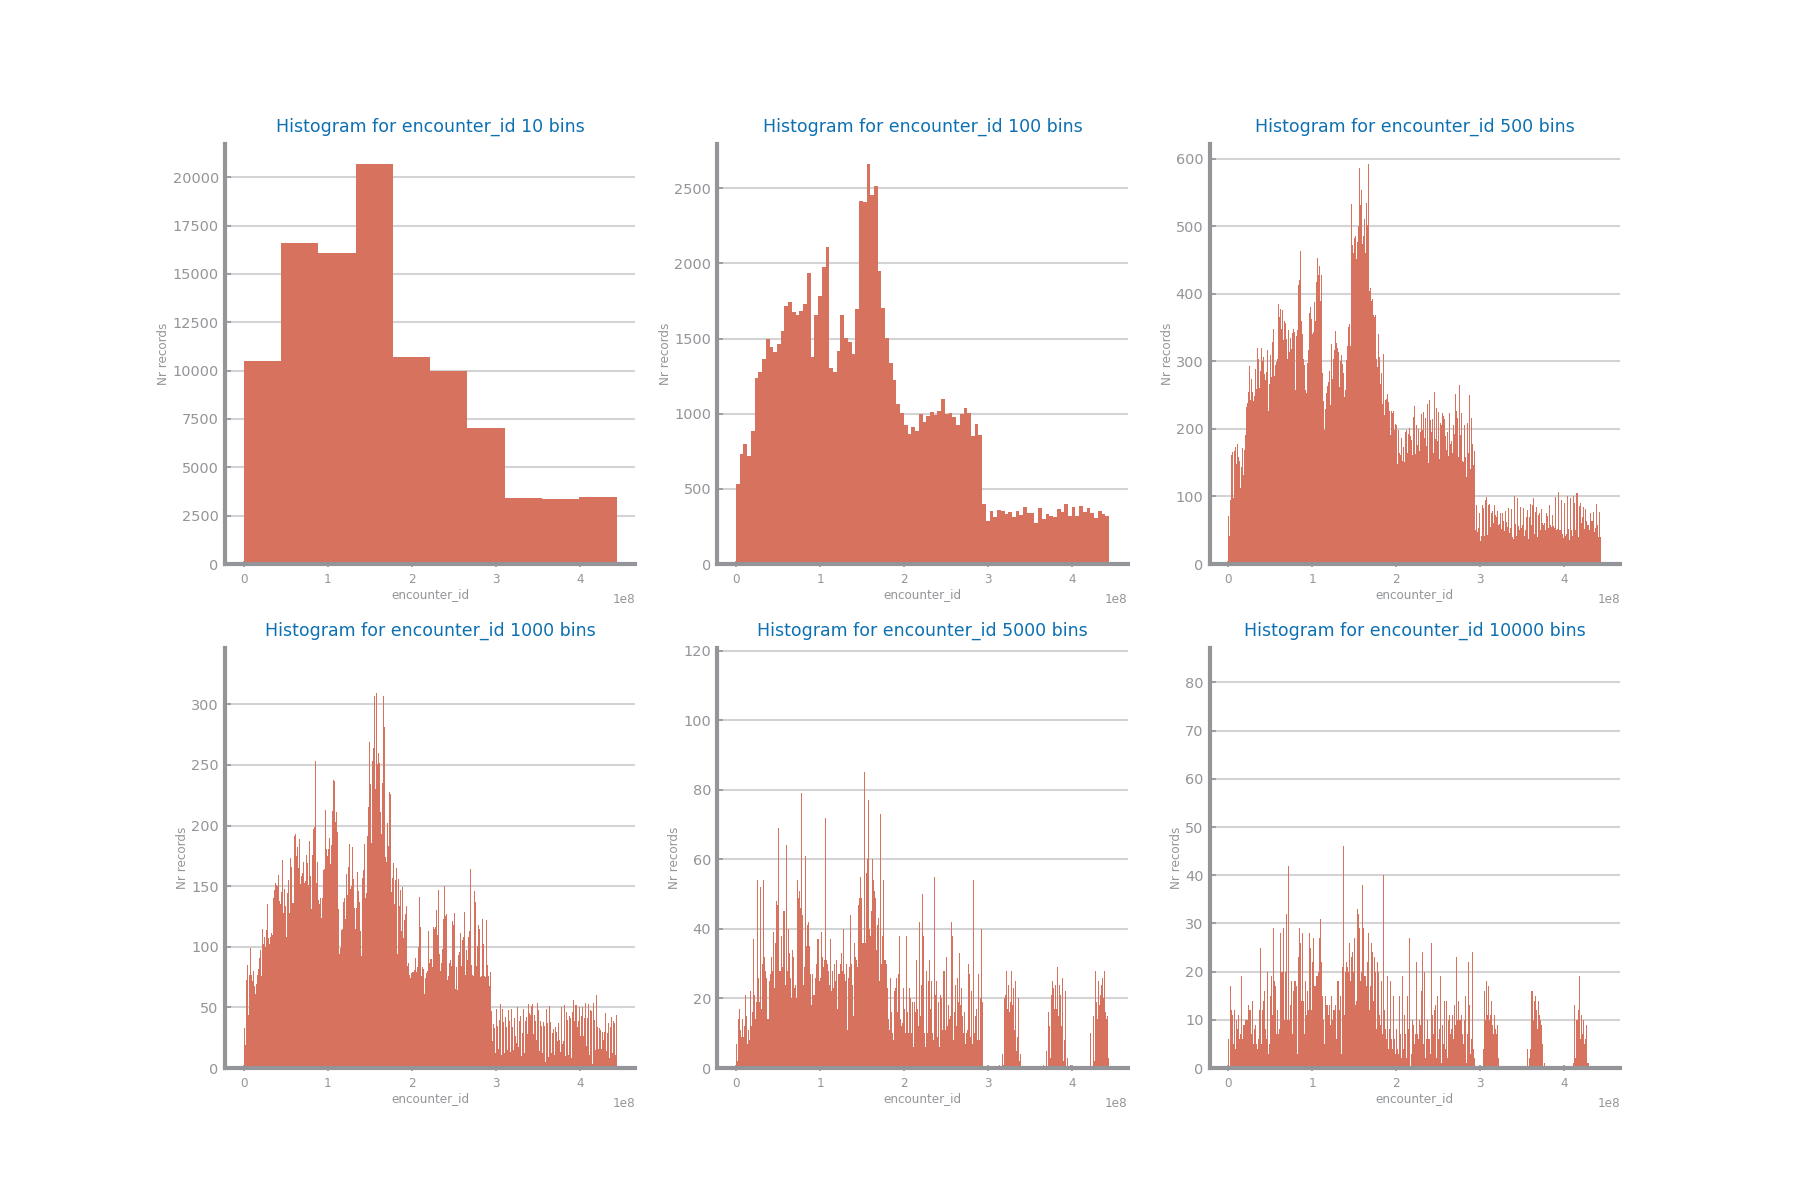 Histogram for encounter_id 10 bins
20000
17500
15000
12500
10000
7500
5000
2500
0
Nr records
0 1 2 3 4
encounter_id
1e8
Histogram for encounter_id 100 bins
2500
2000
1500
1000
500
0
Nr records
0 1 2 3 4
encounter_id
1e8
Histogram for encounter_id 500 bins
600
500
400
300
200
100
0
Nr records
0 1 2 3 4
encounter_id
1e8
Histogram for encounter_id 1000 bins
300
250
200
150
100
50
0
Nr records
0 1 2 3 4
encounter_id
1e8
Histogram for encounter_id 5000 bins
120
100
80
60
40
20
0
Nr records
0 1 2 3 4
encounter_id
1e8
Histogram for encounter_id 10000 bins
80
70
60
50
40
30
20
10
0
Nr records
0 1 2 3 4
encounter_id
1e8